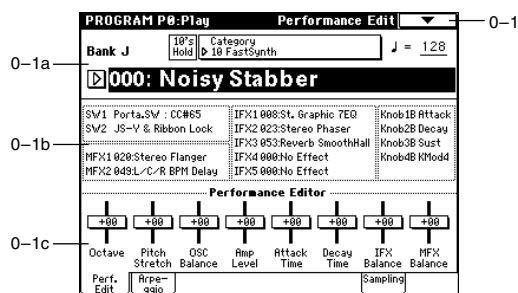 PROGRAM P0:Play Performance Edit
0–1
Bank J 10's Hold Category 10 FastSynth ♩ = 128
0–1a
000: Noisy Stabber
SW1 Porta.SW :CC#65
SW2 JS-Y & Ribbon Lock
MFX1 020:Stereo Flanger
MFX2 049:L/C/R BPM Delay
0–1b
IFX1 008:St. Graphic 7EQ
IFX2 023:Stereo Phaser
IFX3 053:Reverb SmoothHall
IFX4 000:No Effect
IFX5 000:No Effect
Knob1B Attack
Knob2B Decay
Knob3B Sust
Knob4B KMod4
Performance Editor
0–1c
+00 +00 +00 +00 +00 +00 +00 +00
Octave Pitch Stretch OSC Balance Amp Level Attack Time Decay Time IFX Balance MFX Balance
Perf. Edit Arpe-ggio Sampling